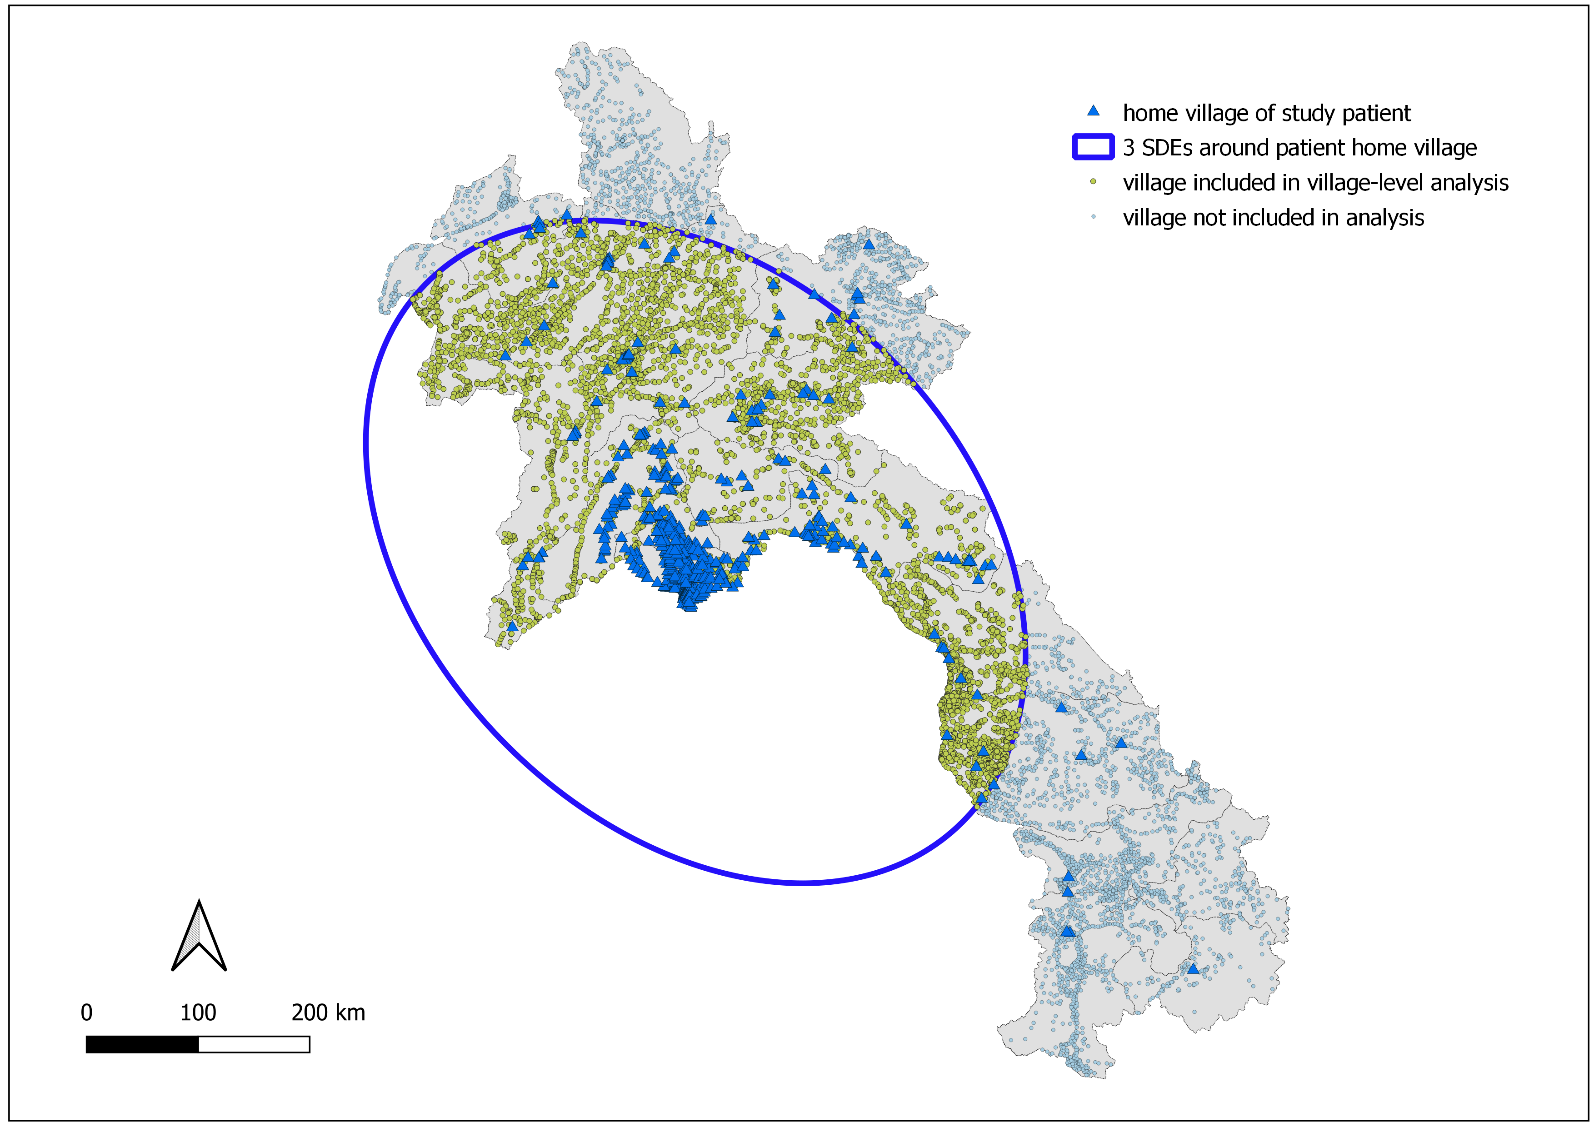 home village of study patient
3 SDEs around patient home village
village included in village-level analysis
village not included in analysis
0 100 200 km